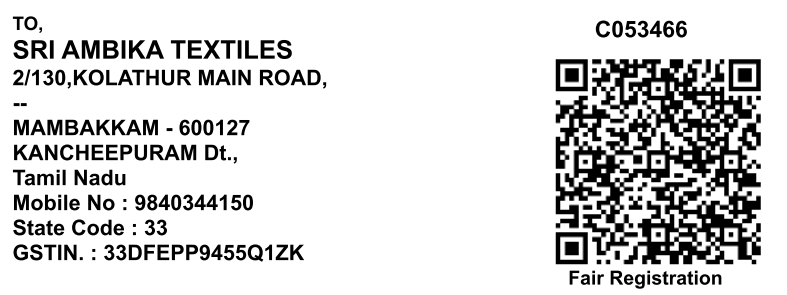 TO,
SRI AMBIKA TEXTILES
2/130,KOLATHUR MAIN ROAD,
--
MAMBAKKAM - 600127
KANCHEEPURAM Dt.,
Tamil Nadu
Mobile No : 9840344150
State Code : 33
GSTIN. : 33DFEPP9455Q1ZK
C053466
Fair Registration